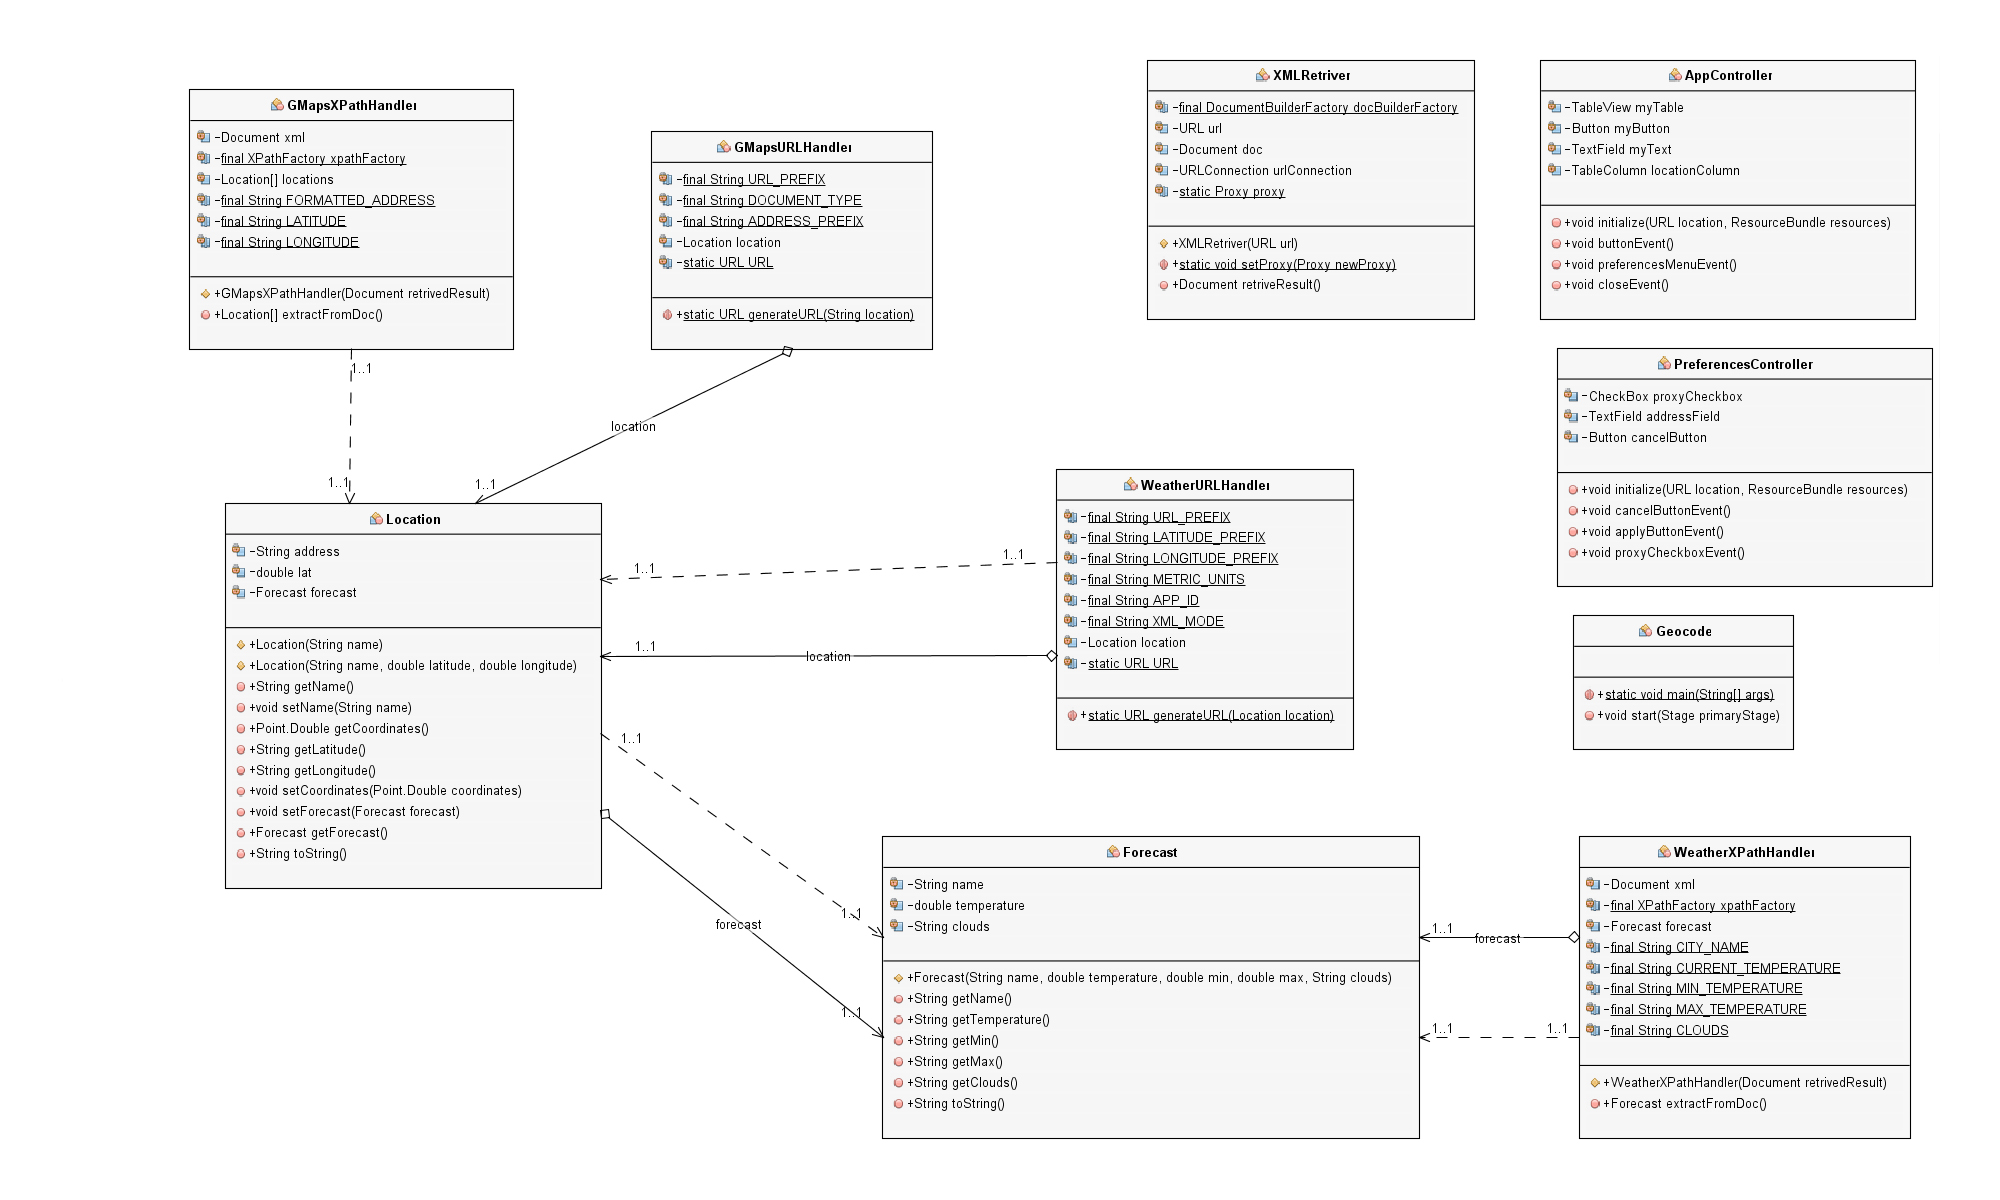 GMapsXPathHandler
-Document xml
-final XPathFactory xpathFactory
-Location[] locations
-final String FORMATTED_ADDRESS
-final String LATITUDE
-final String LONGITUDE
+GMapsXPathHandler(Document retrivedResult)
+Location[] extractFromDoc()
GMapsURLHandler
-final String URL_PREFIX
-final String DOCUMENT_TYPE
-final String ADDRESS_PREFIX
-Location location
-static URL URL
+static URL generateURL(String location)
XMLRetriver
-final DocumentBuilderFactory docBuilderFactory
-URL url
-Document doc
-URLConnection urlConnection
-static Proxy proxy
+XMLRetriver(URL url)
+static void setProxy(Proxy newProxy)
+Document retriveResult()
AppController
-TableView myTable
-Button myButton
-TextField myText
-TableColumn locationColumn
+void initialize(URL location, ResourceBundle resources)
+void buttonEvent()
+void preferencesMenuEvent()
+void closeEvent()
PreferencesController
-CheckBox proxyCheckbox
-TextField addressField
-Button cancelButton
+void initialize(URL location, ResourceBundle resources)
+void cancelButtonEvent()
+void applyButtonEvent()
+void proxyCheckboxEvent()
1..1
location
1..1
1..1
Location
-String address
-double lat
-Forecast forecast
+Location(String name)
+Location(String name, double latitude, double longitude)
+String getName()
+void setName(String name)
+Point.Double getCoordinates()
+String getLatitude()
+String getLongitude()
+void setCoordinates(Point.Double coordinates)
+void setForecast(Forecast forecast)
+Forecast getForecast()
+String toString()
1..1
1..1
1..1
location
WeatherURLHandler
-final String URL_PREFIX
-final String LATITUDE_PREFIX
-final String LONGITUDE_PREFIX
-final String METRIC_UNITS
-final String APP_ID
-final String XML_MODE
-Location location
-static URL URL
+static URL generateURL(Location location)
Geocode
+static void main(String[] args)
+void start(Stage primaryStage)
1..1
1..1
forecast
1..1
Forecast
-String name
-double temperature
-String clouds
+Forecast(String name, double temperature, double min, double max, String clouds)
+String getName()
+String getTemperature()
+String getMin()
+String getMax()
+String getClouds()
+String toString()
1..1
forecast
1..1
1..1
WeatherXPathHandler
-Document xml
-final XPathFactory xpathFactory
-Forecast forecast
-final String CITY_NAME
-final String CURRENT_TEMPERATURE
-final String MIN_TEMPERATURE
-final String MAX_TEMPERATURE
-final String CLOUDS
+WeatherXPathHandler(Document retrivedResult)
+Forecast extractFromDoc()